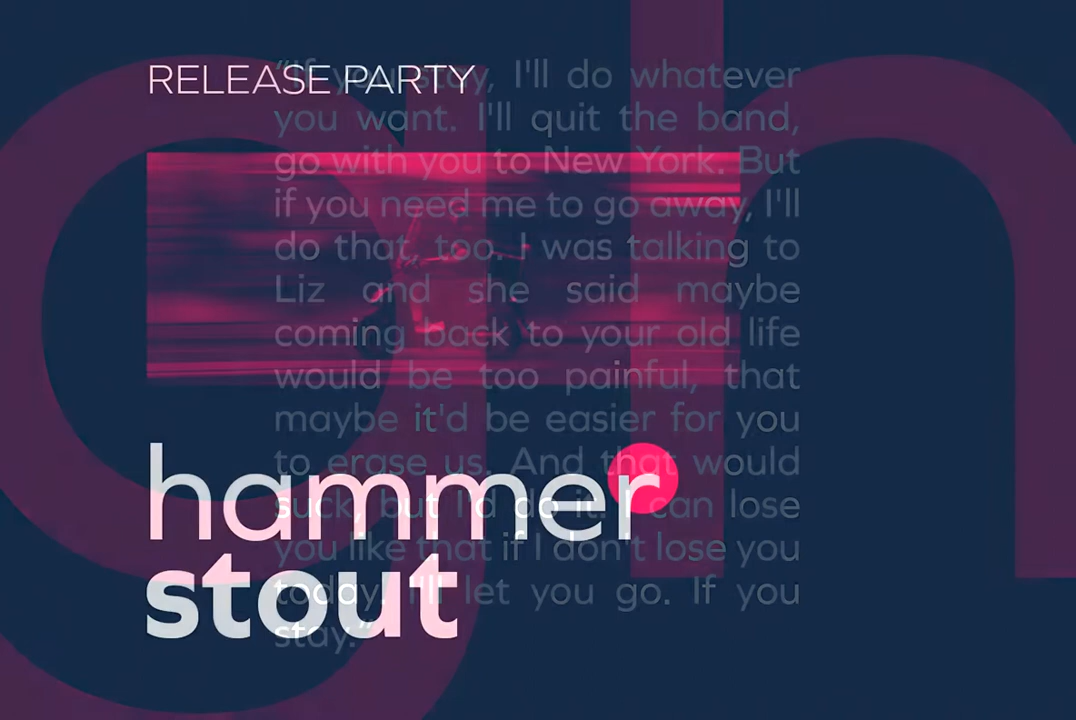 RELEASE PARTY
"If you stay, I'll do whatever
you want. I'll quit the band,
go with you to New York. But
if you need me to go away, I'll
do that, too. I was talking to
Liz and she said maybe
coming back to your old life
would be too painful, that
maybe it'd be easier for you
to erase us. And that would
suck, but I'd do it. I can lose
you like that if I don't lose you
today. I'll let you go. If you
stay."
hammer
stout
gh